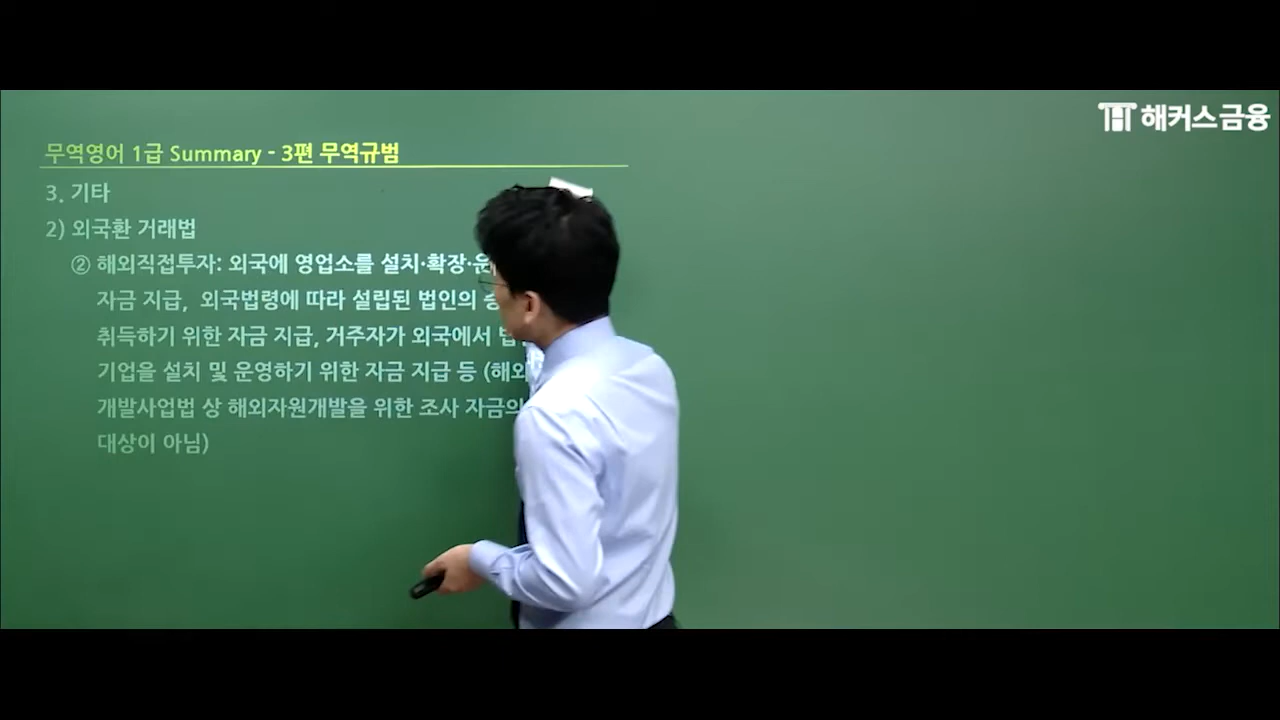 해커스금융
무역영어 1급 Summary - 3편 무역규범
3. 기타
2) 외국환 거래법
② 해외직접투자: 외국에 영업소를 설치·확장·
자금 지급, 외국법령에 따라 설립된 법인의
취득하기 위한 자금 지급, 거주자가 외국에서
기업을 설치 및 운영하기 위한 자금 지급 등 (해외
개발사업법 상 해외자원개발을 위한 조사 자금의
대상이 아님)